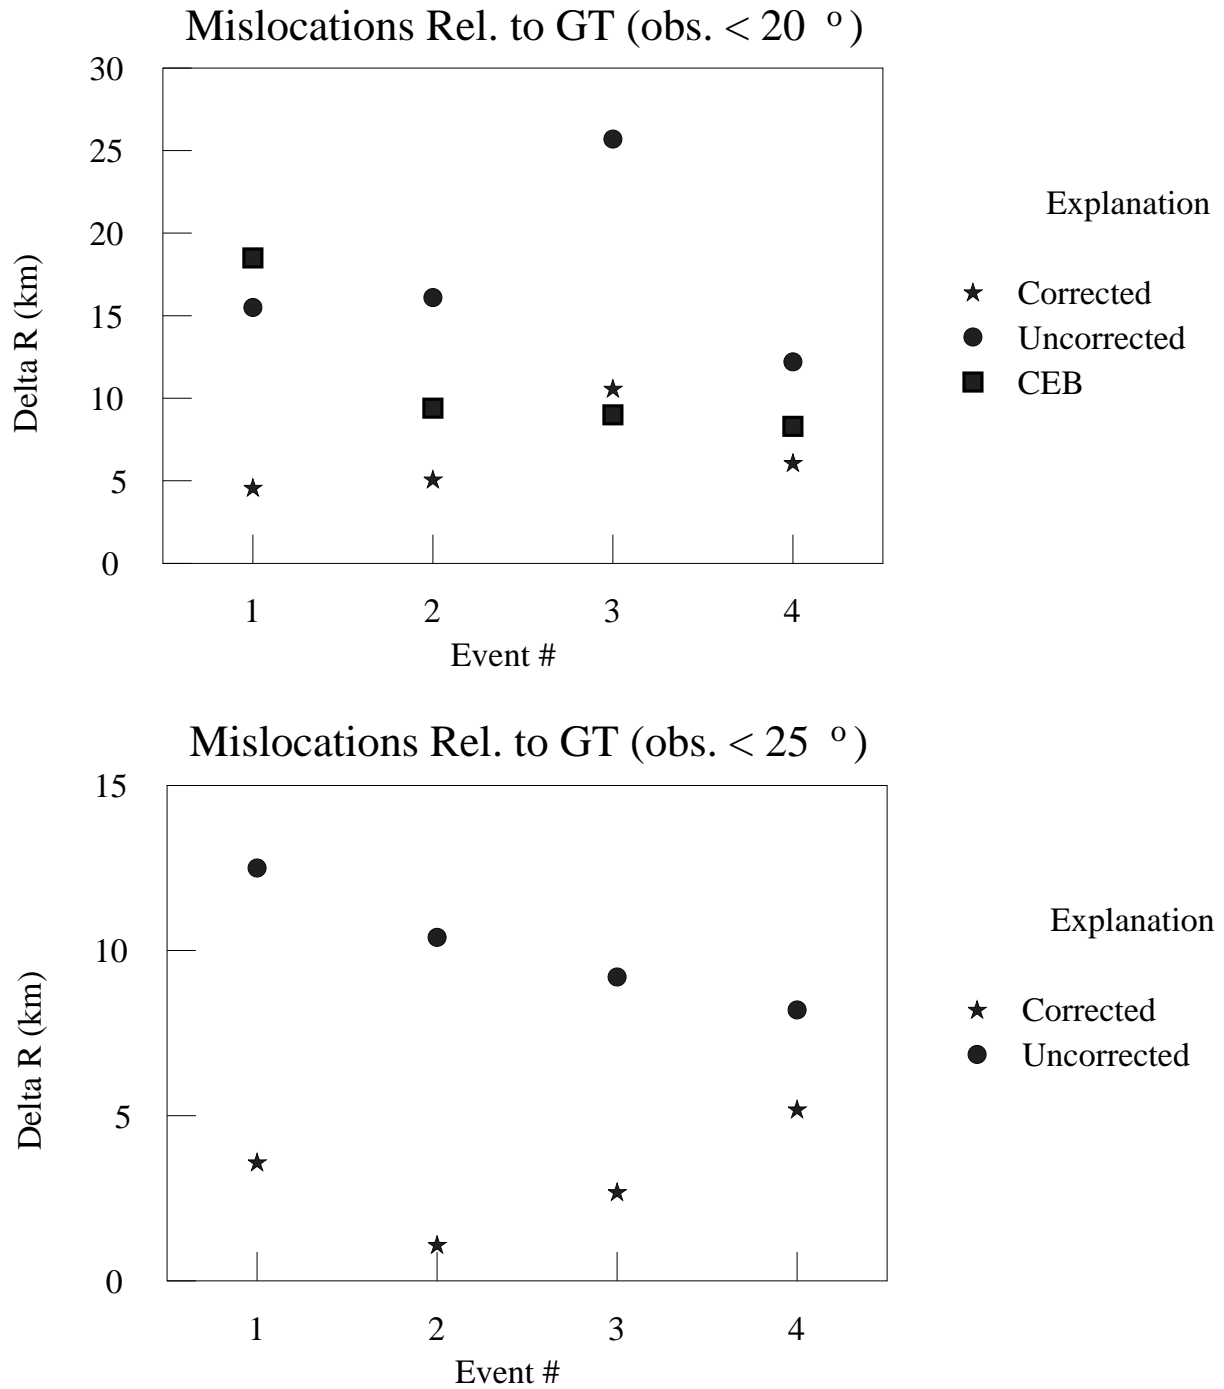 Mislocations Rel. to GT (obs. < 20 °)
30
25
20
15
10
5
0
Delta R (km)
1 2 3 4
Event #
Explanation
Corrected
Uncorrected
CEB
Mislocations Rel. to GT (obs. < 25 °)
15
10
5
0
Delta R (km)
1 2 3 4
Event #
Explanation
Corrected
Uncorrected